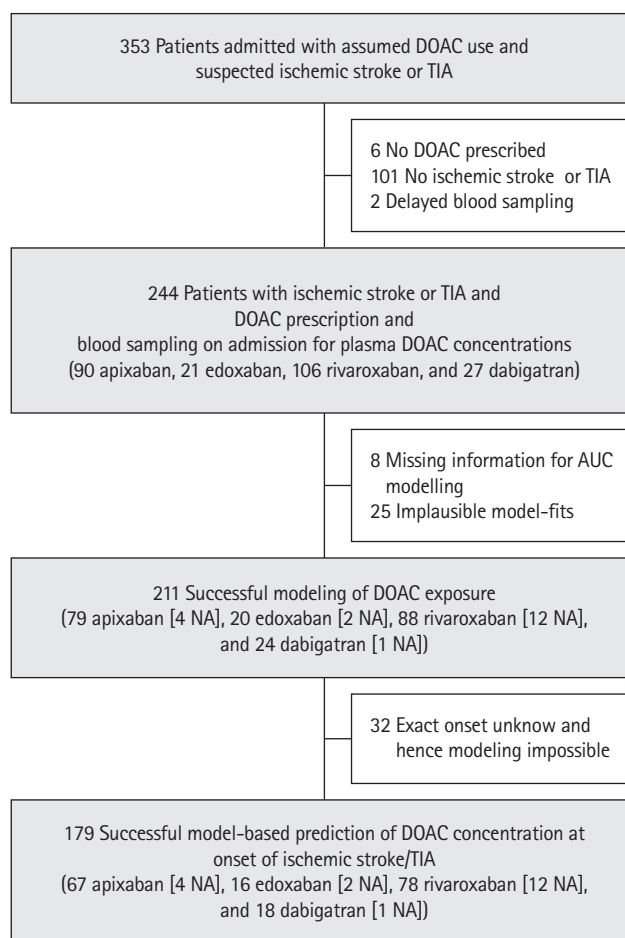 353 Patients admitted with assumed DOAC use and
suspected ischemic stroke or TIA
6 No DOAC prescribed
101 No ischemic stroke or TIA
2 Delayed blood sampling
244 Patients with ischemic stroke or TIA and
DOAC prescription and
blood sampling on admission for plasma DOAC concentrations
(90 apixaban, 21 edoxaban, 106 rivaroxaban, and 27 dabigatran)
8 Missing information for AUC
modelling
25 Implausible model-fits
211 Successful modeling of DOAC exposure
(79 apixaban [4 NA], 20 edoxaban [2 NA], 88 rivaroxaban [12 NA],
and 24 dabigatran [1 NA])
32 Exact onset unknow and
hence modeling impossible
179 Successful model-based prediction of DOAC concentration at
onset of ischemic stroke/TIA
(67 apixaban [4 NA], 16 edoxaban [2 NA], 78 rivaroxaban [12 NA],
and 18 dabigatran [1 NA])